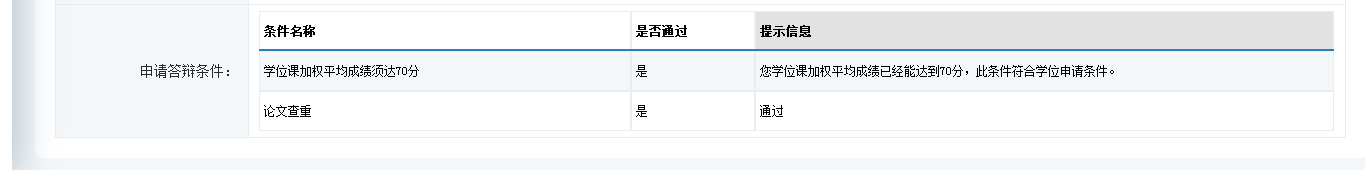 条件名称 是否通过 提示信息
申请答辩条件： 学位课加权平均成绩须达70分 是 您学位课加权平均成绩已经能达到70分，此条件符合学位申请条件。
论文查重 是 通过